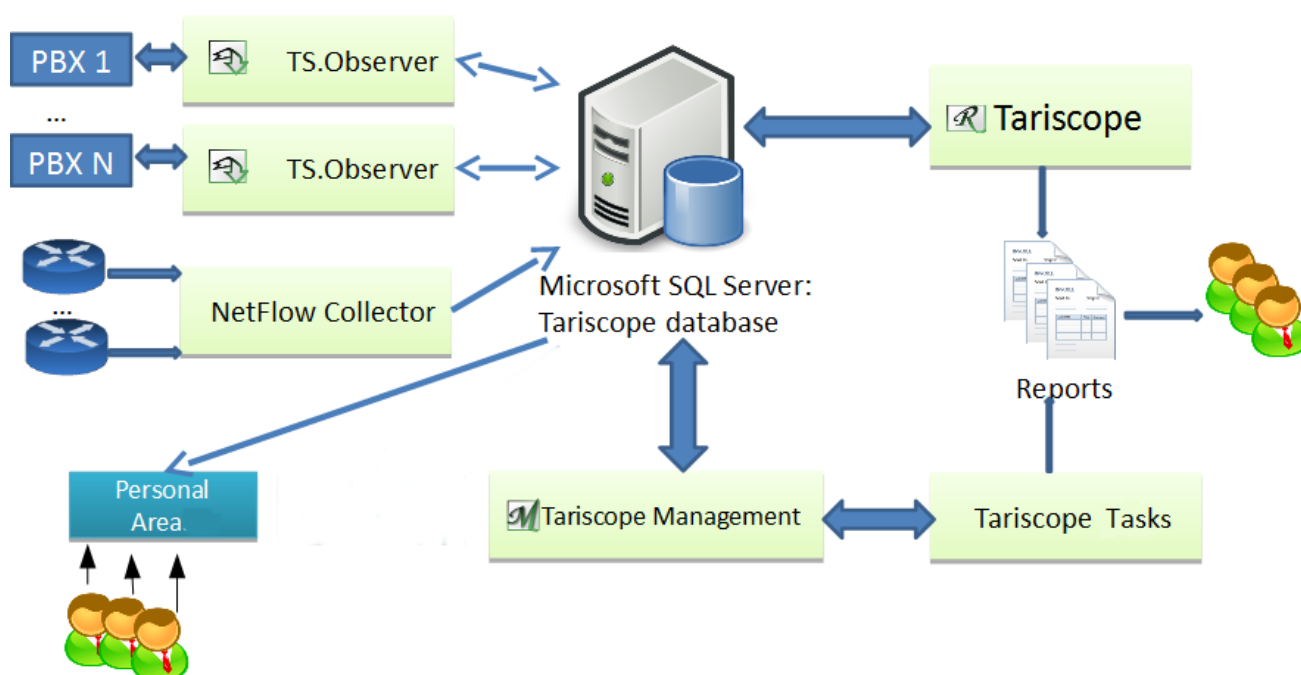 PBX 1
TS.Observer
...
PBX N
TS.Observer
R Tariscope
...
NetFlow Collector
Microsoft SQL Server:
Tariscope database
Reports
Personal
Area.
M Tariscope Management
Tariscope Tasks